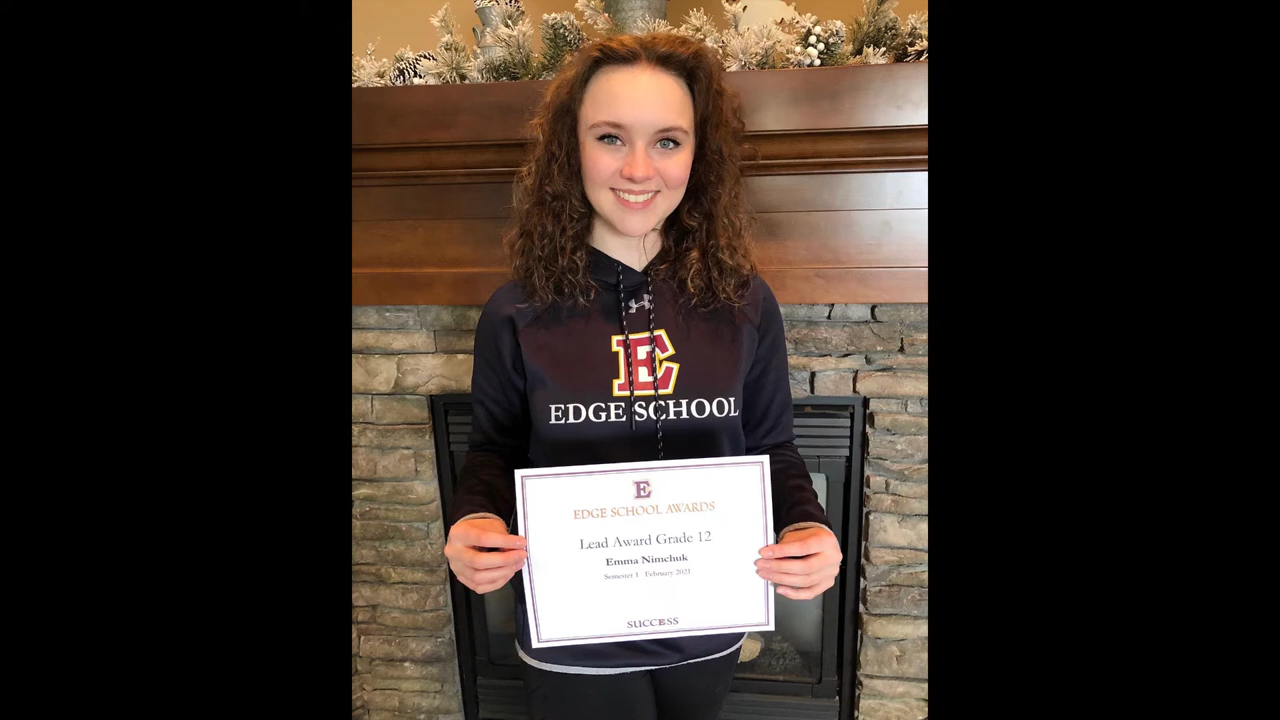 E
EDGE SCHOOL
E
EDGE SCHOOL AWARDS
Lead Award Grade 12
Emma Nimchuk
Semester 1 February 2021
SUCCESS